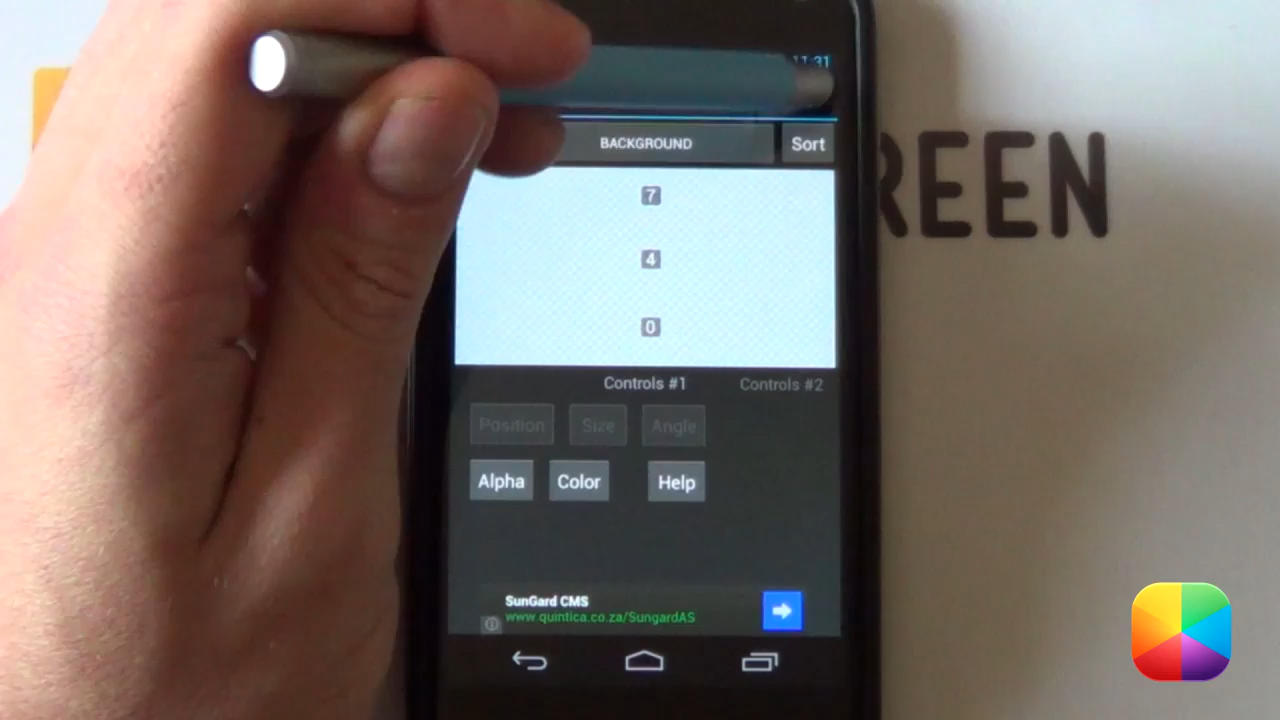 11:31
BACKGROUND
Sort
REEN
7
4
0
Controls #1
Controls #2
Position
Size
Angle
Alpha
Color
Help
SunGard CMS
www.quintica.co.za/SungardAS